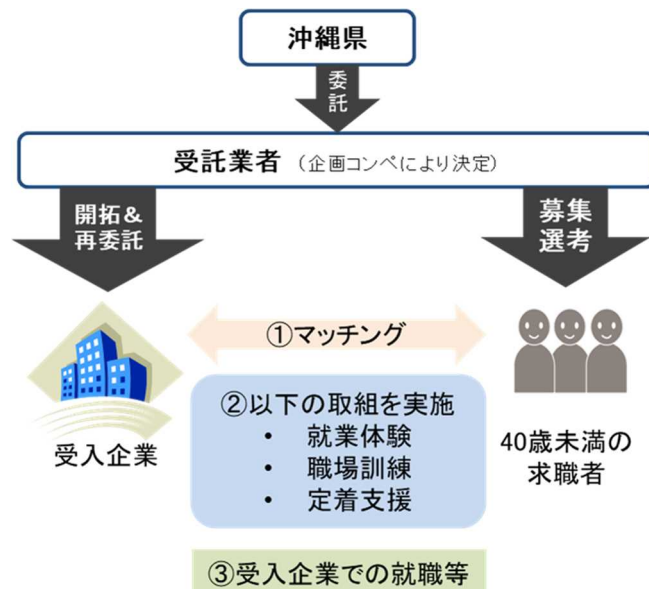 沖縄県
委
託
受託業者 (企画コンペにより決定)
開拓&
再委託
募集
選考
①マッチング
②以下の取組を実施
• 就業体験
• 職場訓練
• 定着支援
受入企業
40歳未満の
求職者
③受入企業での就職等